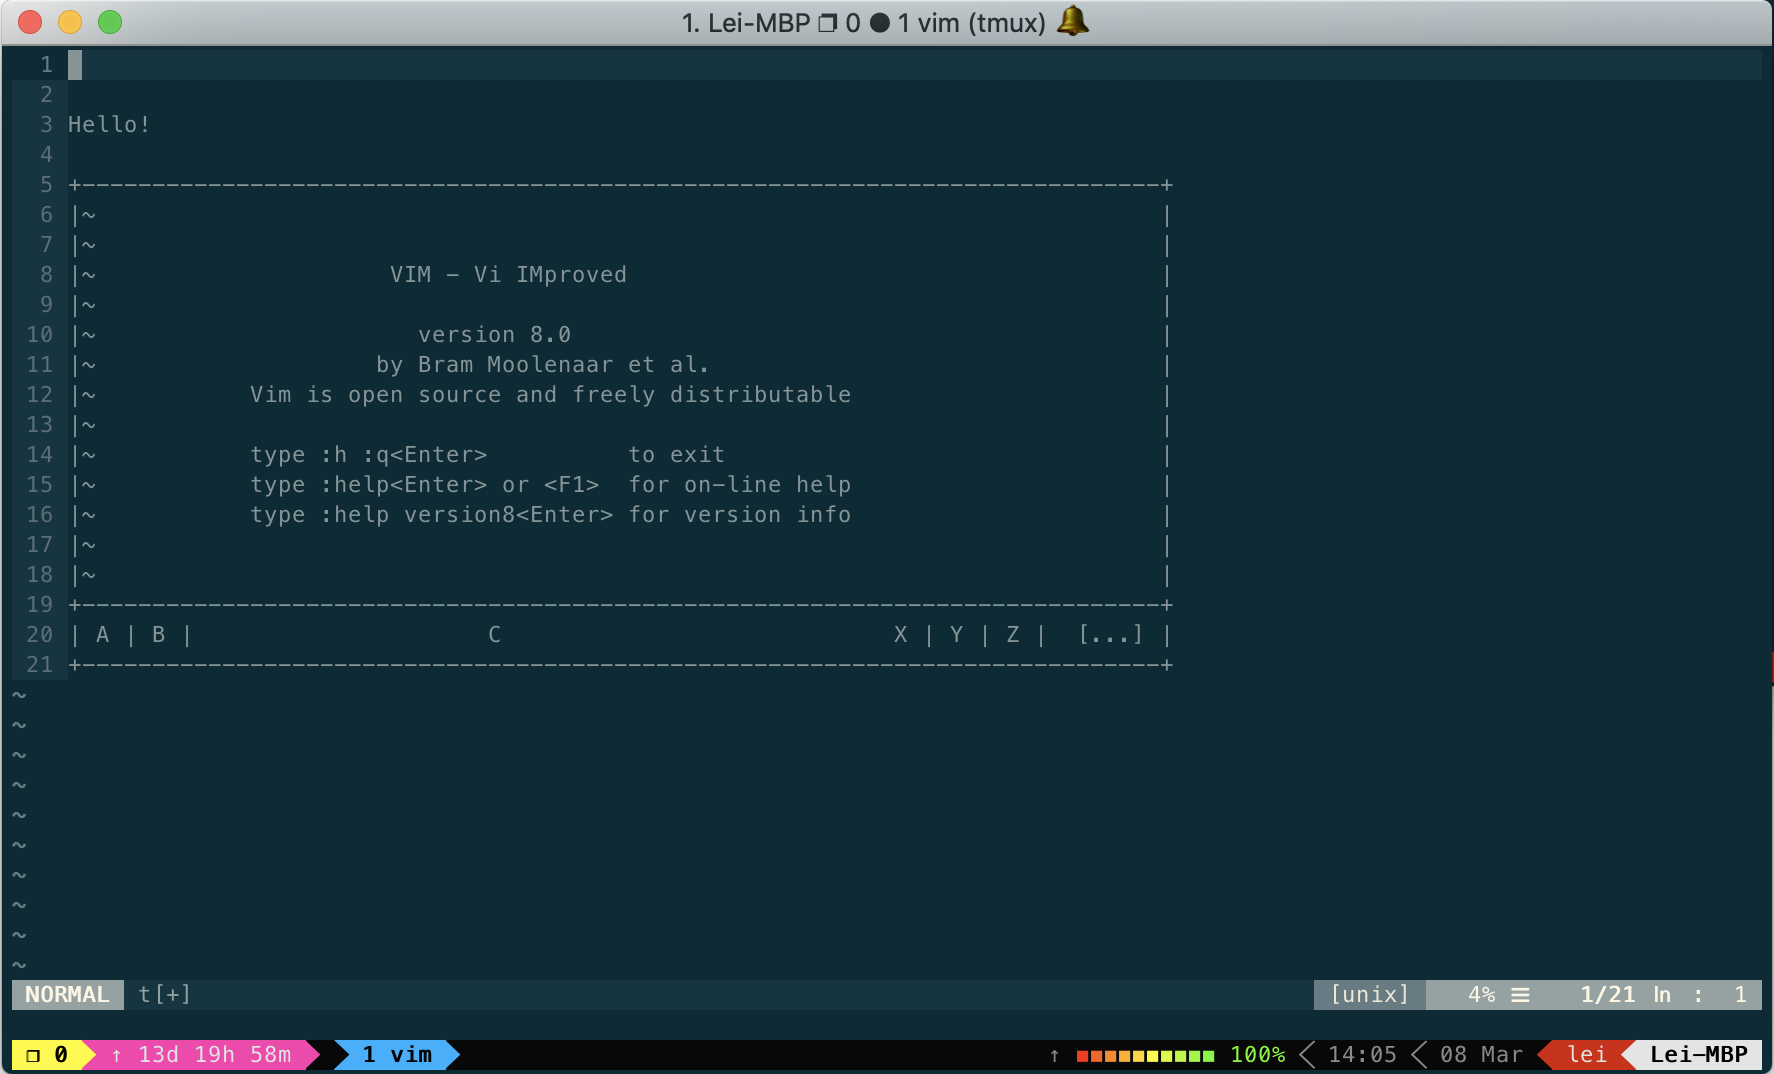 1. Lei-MBP ❐ 0 ● 1 vim (tmux) 🔔
1
2
3 Hello!
4
5 +-----------------------------------------------------------------------------+
6 |~                                                                            |
7 |~                                                                            |
8 |~                     VIM - Vi IMproved                                      |
9 |~                                                                            |
10 |~                       version 8.0                                          |
11 |~                    by Bram Moolenaar et al.                                |
12 |~           Vim is open source and freely distributable                      |
13 |~                                                                            |
14 |~           type :h :q<Enter>          to exit                               |
15 |~           type :help<Enter> or <F1>  for on-line help                      |
16 |~           type :help version8<Enter> for version info                      |
17 |~                                                                            |
18 |~                                                                            |
19 +-----------------------------------------------------------------------------+
20 | A | B |                     C                            X | Y | Z |  [...] |
21 +-----------------------------------------------------------------------------+
~
~
~
~
~
~
~
~
~
~
NORMAL t[+] [unix] 4% ☰ 1/21 ln : 1
❐ 0 ↑ 13d 19h 58m 1 vim ↑ 100% 14:05 08 Mar lei Lei-MBP